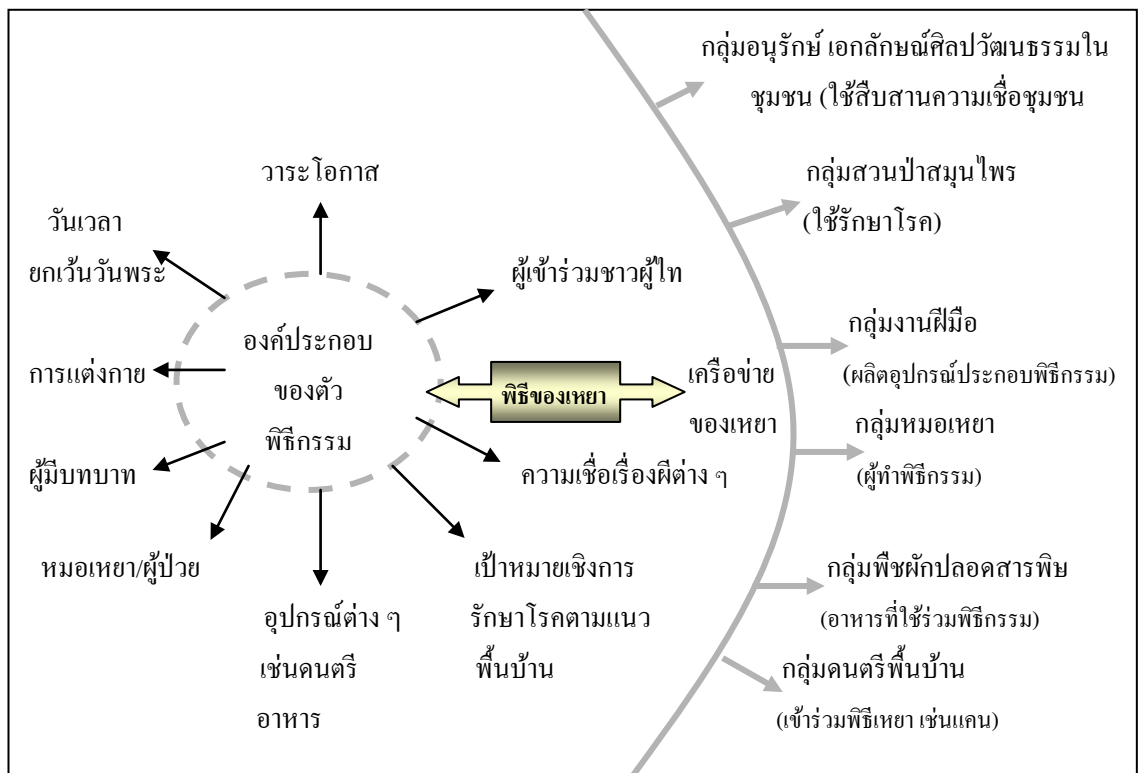 กลุ่มอนุรักษ์ เอกลักษณ์ศิลปวัฒนธรรมใน
ชุมชน (ใช้สืบสานความเชื่อชุมชน
วาระโอกาส
กลุ่มสวนป่าสมุนไพร
(ใช้รักษาโรค)
วันเวลา
ยกเว้นวันพระ
ผู้เข้าร่วมชาวผู้ไท
องค์ประกอบ
ของตัว
พิธีกรรม
การแต่งกาย
พิธีของเหยา
เครือข่าย
ของเหยา
กลุ่มงานฝีมือ
(ผลิตอุปกรณ์ประกอบพิธีกรรม)
กลุ่มหมอเหยา
(ผู้ทำพิธีกรรม)
ผู้มีบทบาท
ความเชื่อเรื่องผีต่าง ๆ
หมอเหยา/ผู้ป่วย
อุปกรณ์ต่าง ๆ
เช่นดนตรี
อาหาร
เป้าหมายเชิงการ
รักษาโรคตามแนว
พื้นบ้าน
กลุ่มพืชผักปลอดสารพิษ
(อาหารที่ใช้ร่วมพิธีกรรม)
กลุ่มดนตรีพื้นบ้าน
(เข้าร่วมพิธีเหยา เช่นแคน)